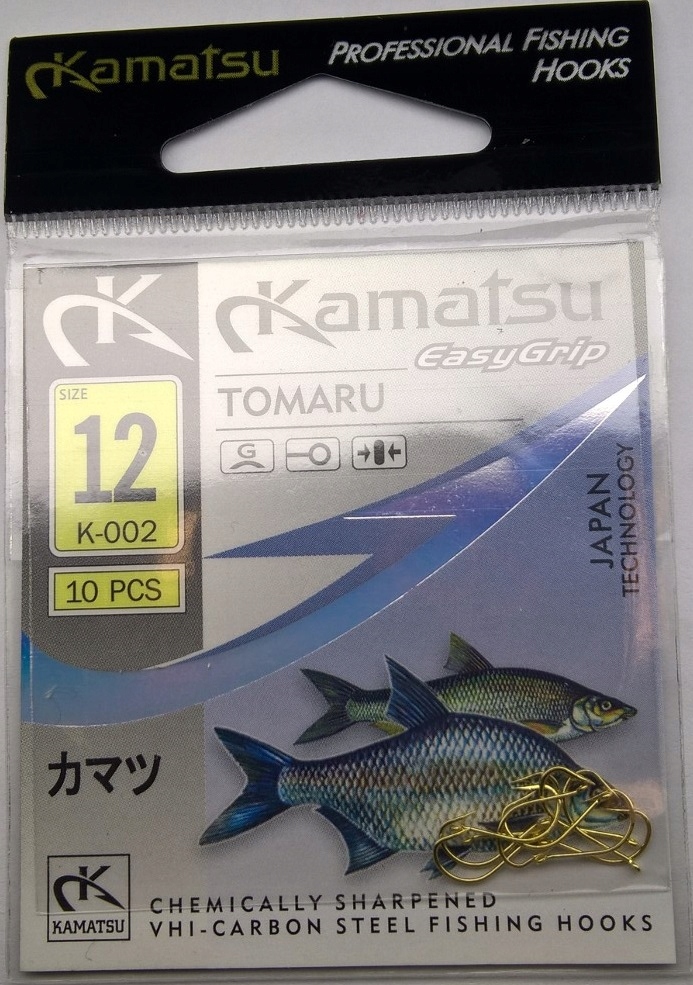 Kamatsu
PROFESSIONAL FISHING
HOOKS
K
Kamatsu
EasyGrip
TOMARU
SIZE
12
K-002
G
10 PCS
JAPAN
TECHNOLOGY
カマツ
K
KAMATSU
CHEMICALLY SHARPENED
VHI-CARBON STEEL FISHING HOOKS